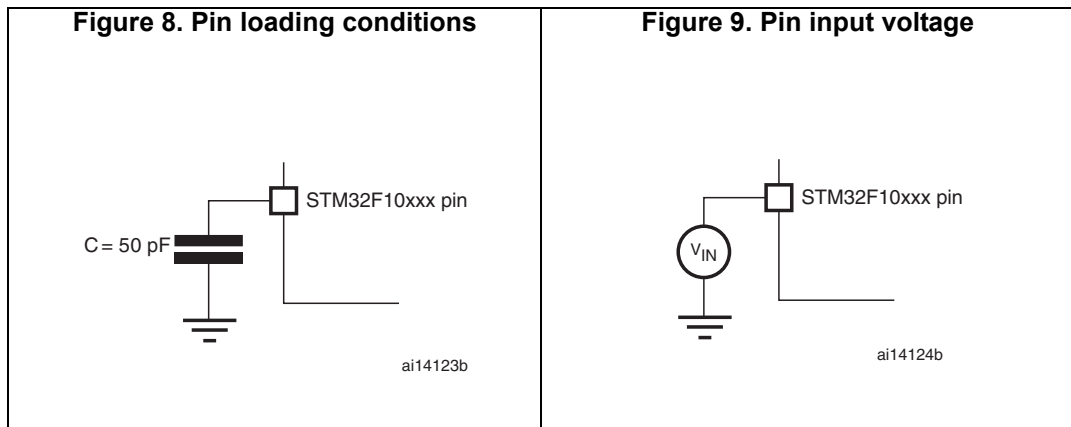 Figure 8. Pin loading conditions
STM32F10xxx pin
C = 50 pF
ai14123b
Figure 9. Pin input voltage
STM32F10xxx pin
VIN
ai14124b